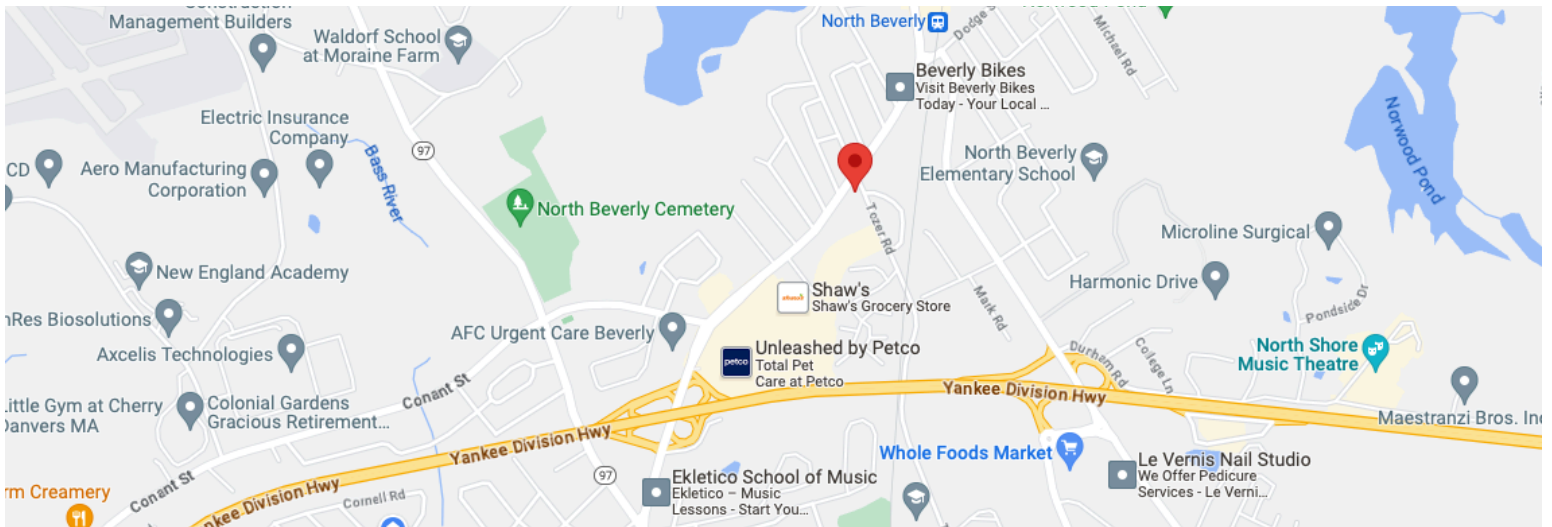 Management Builders
Waldorf School
at Moraine Farm
North Beverly
Dodge
Michael Rd
Beverly Bikes
Visit Beverly Bikes
Today - Your Local ...
Electric Insurance
Company
97
Bass River
CD
Aero Manufacturing
Corporation
North Beverly
Elementary School
Norwood Pond
North Beverly Cemetery
Tozer Rd
Microline Surgical
New England Academy
Harmonic Drive
Shaw's
Shaw's Grocery Store
Maik Rd
Pondside Dr
nRes Biosolutions
AFC Urgent Care Beverly
Axcelis Technologies
petco
Unleashed by Petco
Total Pet
Care at Petco
Durham Rd
College Ln
North Shore
Music Theatre
Conant St
Yankee Division Hwy
Little Gym at Cherry
Danvers MA
Colonial Gardens
Gracious Retirement...
Maestranzi Bros. Inc
Yankee Division Hwy
Whole Foods Market
Le Vernis Nail Studio
We Offer Pedicure
Services - Le Verni...
97
Ekletico School of Music
Ekletico – Music
Lessons - Start You...
Conant St
Cornell Rd
rm Creamery
nkee Division Hwy